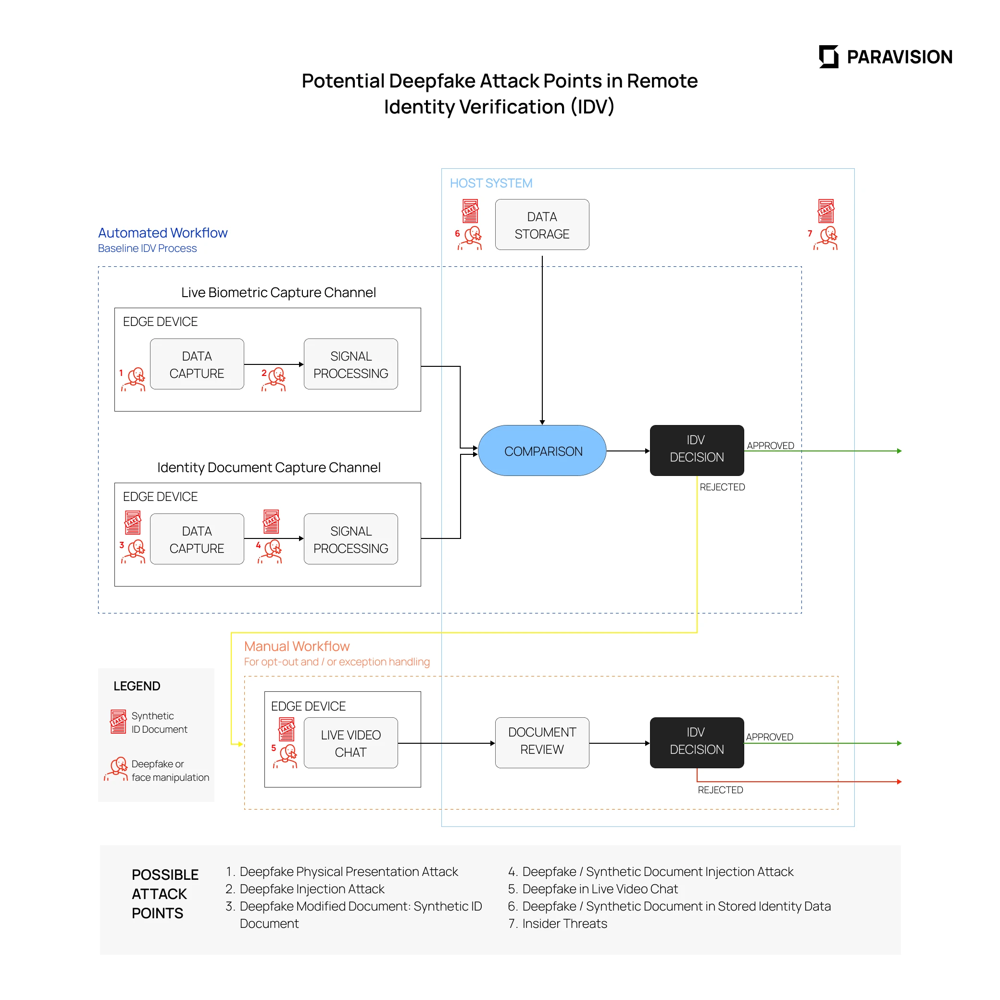 PARAVISION
Potential Deepfake Attack Points in Remote
Identity Verification (IDV)
HOST SYSTEM
FAKE
6
DATA
STORAGE
FAKE
7
Automated Workflow
Baseline IDV Process
Live Biometric Capture Channel
EDGE DEVICE
1
DATA
CAPTURE
2
SIGNAL
PROCESSING
COMPARISON
IDV
DECISION
APPROVED
REJECTED
Identity Document Capture Channel
EDGE DEVICE
FAKE
3
DATA
CAPTURE
FAKE
4
SIGNAL
PROCESSING
Manual Workflow
For opt-out and / or exception handling
EDGE DEVICE
FAKE
5
LIVE VIDEO
CHAT
DOCUMENT
REVIEW
IDV
DECISION
APPROVED
REJECTED
LEGEND
FAKE
Synthetic
ID Document
Deepfake or
face manipulation
POSSIBLE
ATTACK
POINTS
1. Deepfake Physical Presentation Attack
2. Deepfake Injection Attack
3. Deepfake Modified Document: Synthetic ID
Document
4. Deepfake / Synthetic Document Injection Attack
5. Deepfake in Live Video Chat
6. Deepfake / Synthetic Document in Stored Identity Data
7. Insider Threats